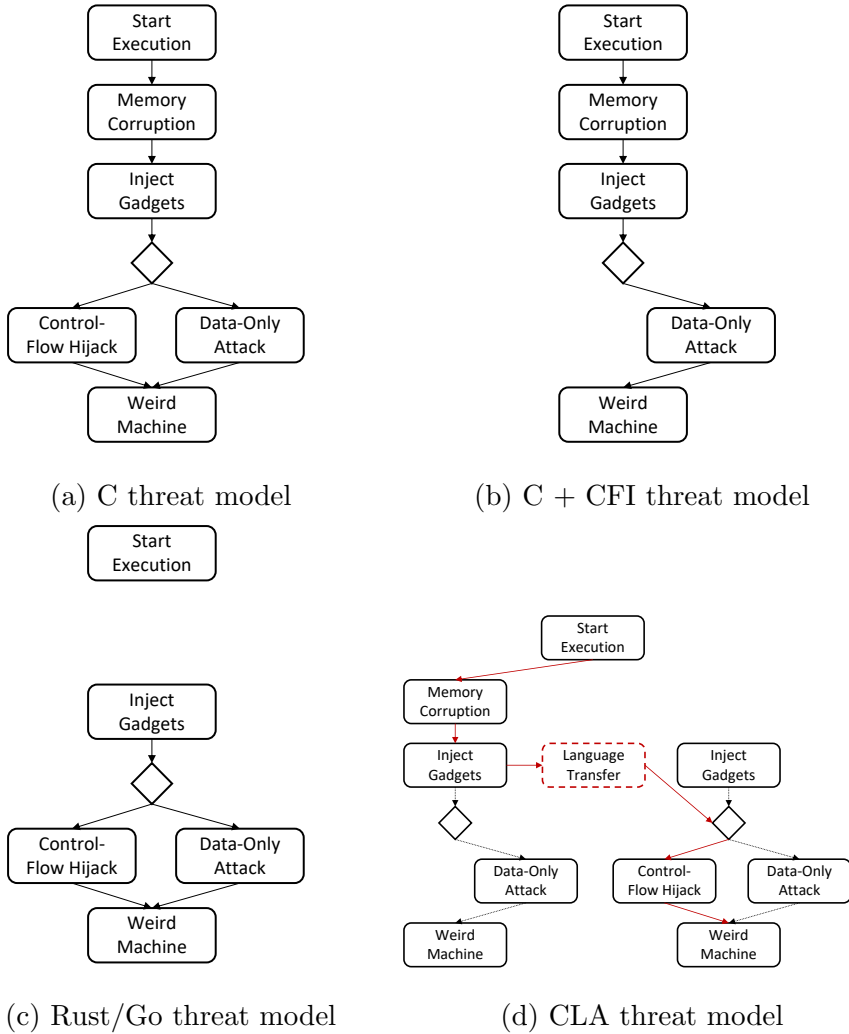 Start
Execution
Memory
Corruption
Inject
Gadgets
Control-
Flow Hijack
Data-Only
Attack
Weird
Machine
(a) C threat model
Start
Execution
Memory
Corruption
Inject
Gadgets
Data-Only
Attack
Weird
Machine
(b) C + CFI threat model
Start
Execution
Inject
Gadgets
Control-
Flow Hijack
Data-Only
Attack
Weird
Machine
(c) Rust/Go threat model
Start
Execution
Memory
Corruption
Inject
Gadgets
Language
Transfer
Inject
Gadgets
Data-Only
Attack
Control-
Flow Hijack
Data-Only
Attack
Weird
Machine
Weird
Machine
(d) CLA threat model